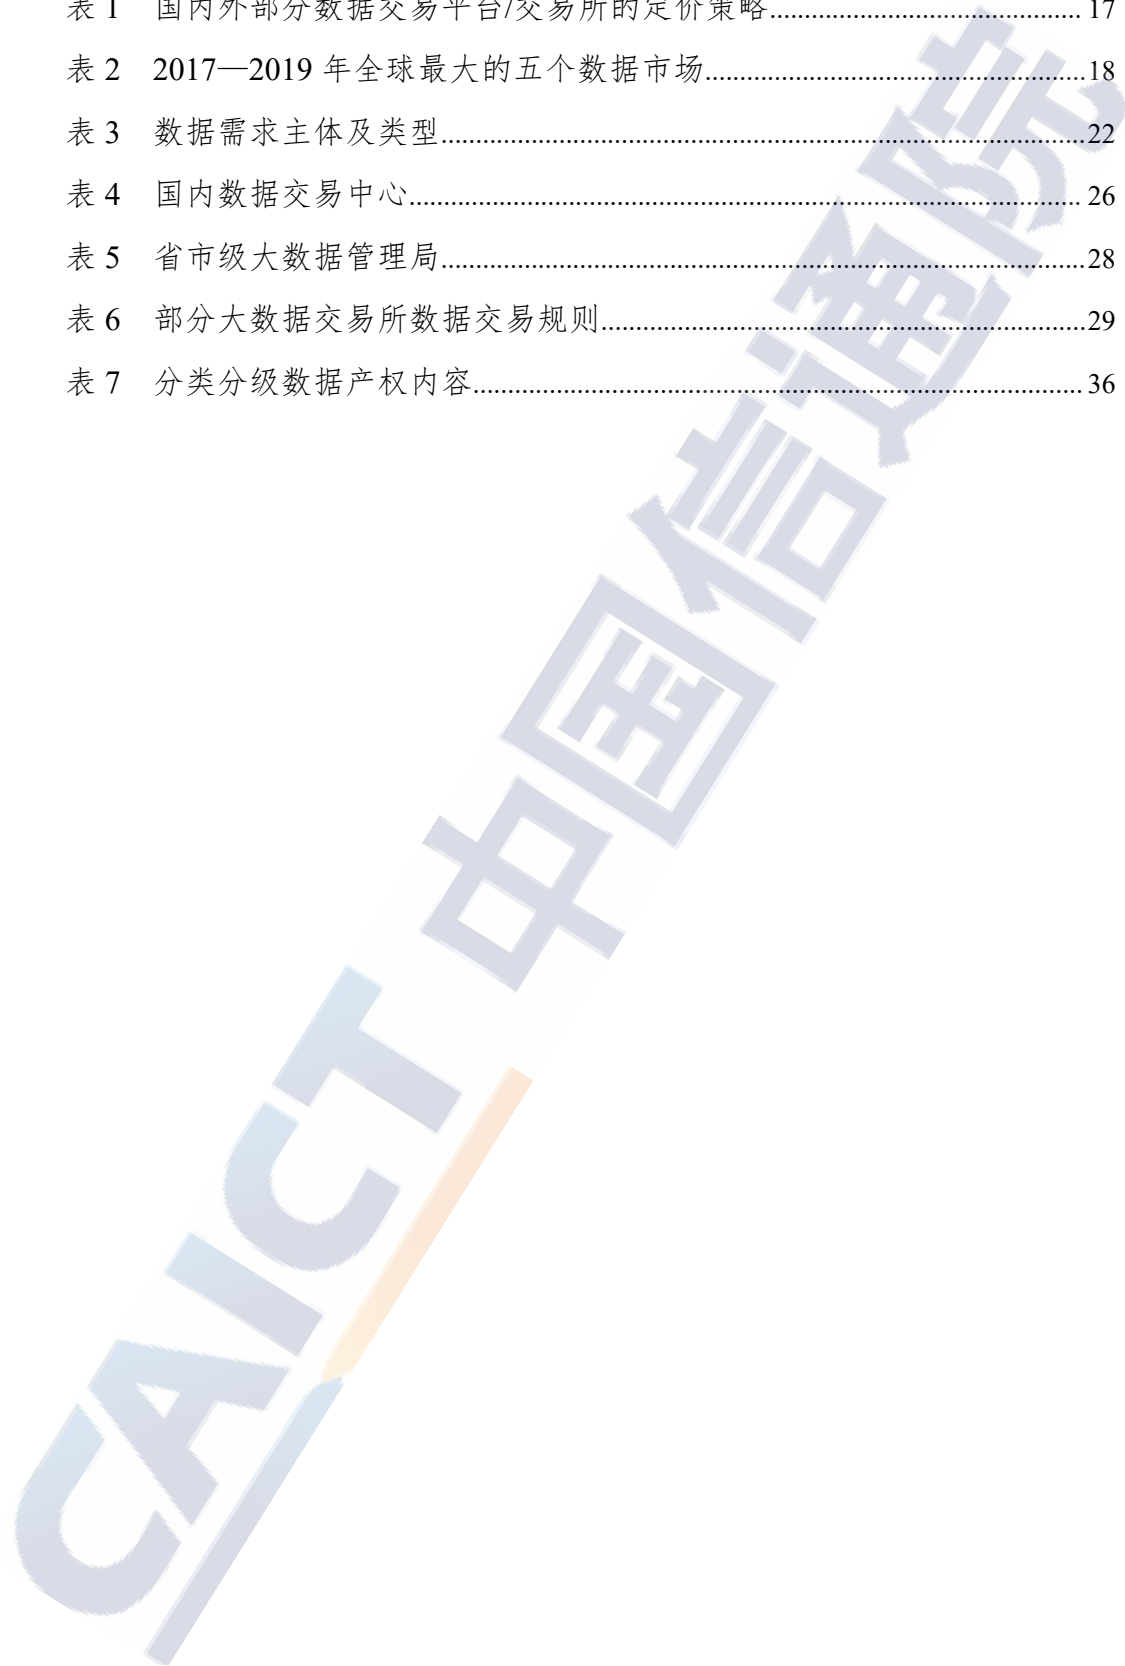 表 1 国内外部分数据交易平台/交易所的定价策略................................................ 17
表 2 2017—2019 年全球最大的五个数据市场................................................18
表 3 数据需求主体及类型................................................22
表 4 国内数据交易中心................................................ 26
表 5 省市级大数据管理局................................................28
表 6 部分大数据交易所数据交易规则................................................29
表 7 分类分级数据产权内容................................................ 36
CAICT 中国信通院